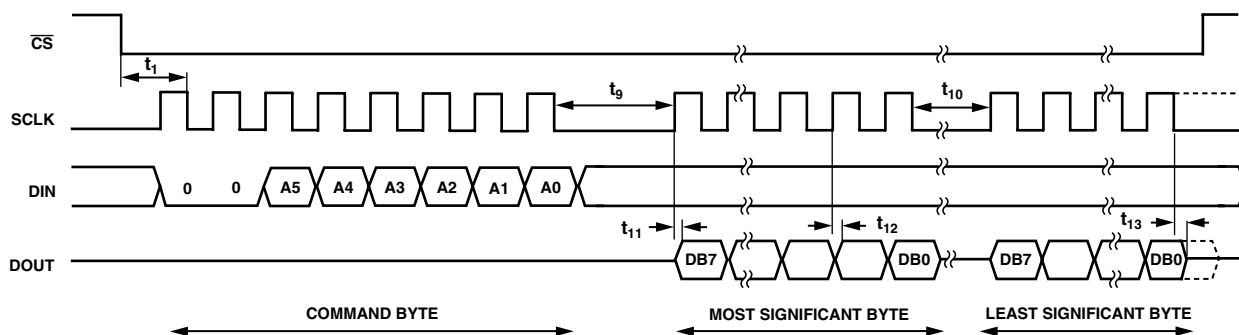 CS
t1
t9
t10
SCLK
DIN
0 0 A5 A4 A3 A2 A1 A0
t11
t12
t13
DOUT
DB7 DB0 DB7 DB0
COMMAND BYTE MOST SIGNIFICANT BYTE LEAST SIGNIFICANT BYTE